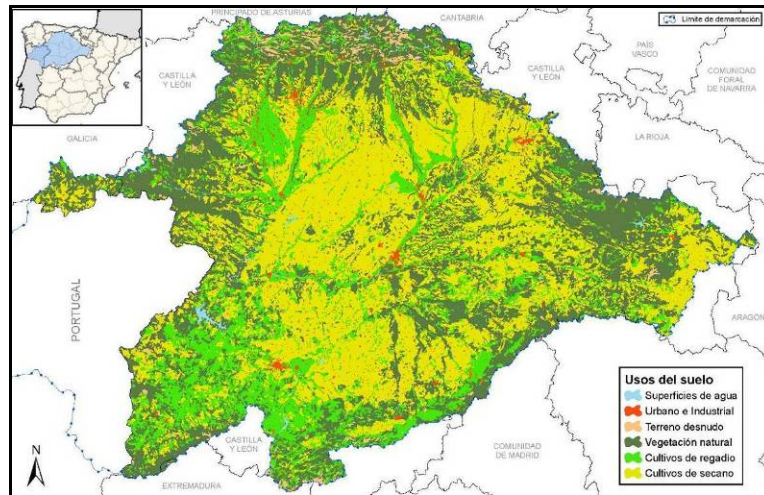 PRINCIPADO DE ASTURIAS
CANTABRIA
Límite de demarcación
CASTILLA
Y LEÓN
CASTILLA
Y LEÓN
PAÍS
VASCO
COMUNIDAD
FORAL
DE NAVARRA
GALICIA
LA RIOJA
PORTUGAL
ARAGÓN
CASTILLA
Y LEÓN
COMUNIDAD
DE MADRID
EXTREMADURA
N
Usos del suelo
Superficies de agua
Urbano e Industrial
Terreno desnudo
Vegetación natural
Cultivos de regadio
Cultivos de secano